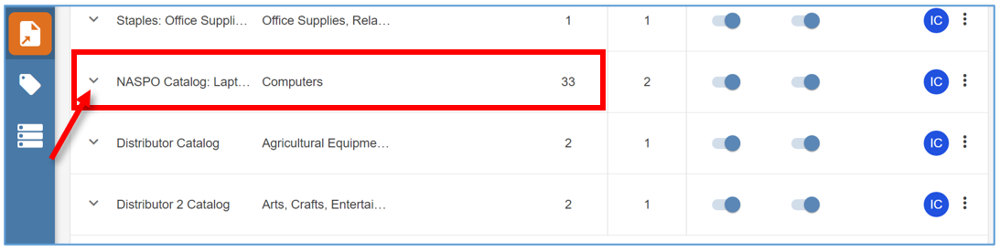 Staples: Office Suppli... Office Supplies, Rela... 1 1 IC
NASPO Catalog: Lapt... Computers 33 2 IC
Distributor Catalog Agricultural Equipme... 2 1 IC
Distributor 2 Catalog Arts, Crafts, Entertai... 2 1 IC